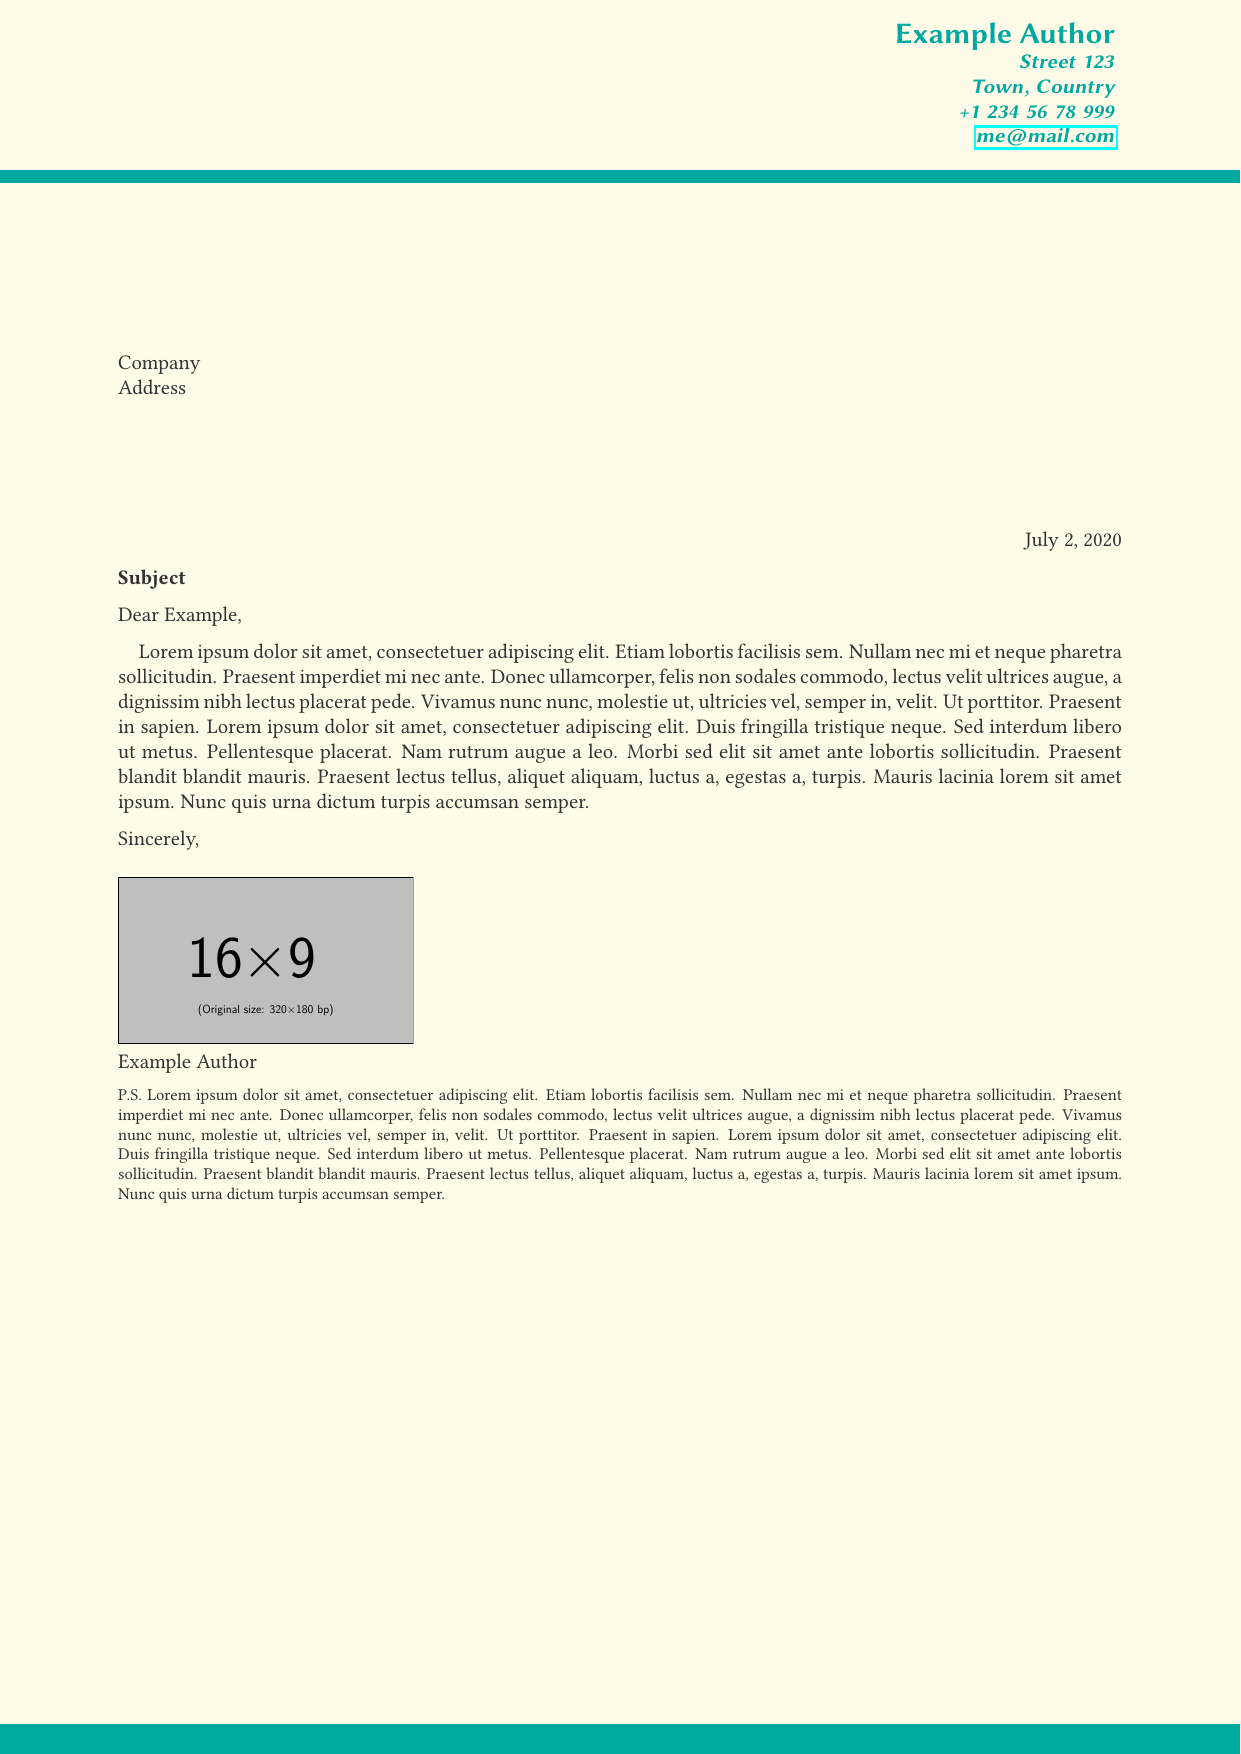 Example Author
Street 123
Town, Country
+1 234 56 78 999
me@mail.com
Company
Address
July 2, 2020
Subject
Dear Example,
Lorem ipsum dolor sit amet, consectetuer adipiscing elit. Etiam lobortis facilisis sem. Nullam nec mi et neque pharetra
sollicitudin. Praesent imperdiet mi nec ante. Donec ullamcorper, felis non sodales commodo, lectus velit ultrices augue, a
dignissim nibh lectus placerat pede. Vivamus nunc nunc, molestie ut, ultricies vel, semper in, velit. Ut porttitor. Praesent
in sapien. Lorem ipsum dolor sit amet, consectetuer adipiscing elit. Duis fringilla tristique neque. Sed interdum libero
ut metus. Pellentesque placerat. Nam rutrum augue a leo. Morbi sed elit sit amet ante lobortis sollicitudin. Praesent
blandit blandit mauris. Praesent lectus tellus, aliquet aliquam, luctus a, egestas a, turpis. Mauris lacinia lorem sit amet
ipsum. Nunc quis urna dictum turpis accumsan semper.
Sincerely,
16×9
(Original size: 320×180 bp)
Example Author
P.S. Lorem ipsum dolor sit amet, consectetuer adipiscing elit. Etiam lobortis facilisis sem. Nullam nec mi et neque pharetra sollicitudin. Praesent
imperdiet mi nec ante. Donec ullamcorper, felis non sodales commodo, lectus velit ultrices augue, a dignissim nibh lectus placerat pede. Vivamus
nunc nunc, molestie ut, ultricies vel, semper in, velit. Ut porttitor. Praesent in sapien. Lorem ipsum dolor sit amet, consectetuer adipiscing elit.
Duis fringilla tristique neque. Sed interdum libero ut metus. Pellentesque placerat. Nam rutrum augue a leo. Morbi sed elit sit amet ante lobortis
sollicitudin. Praesent blandit blandit mauris. Praesent lectus tellus, aliquet aliquam, luctus a, egestas a, turpis. Mauris lacinia lorem sit amet ipsum.
Nunc quis urna dictum turpis accumsan semper.